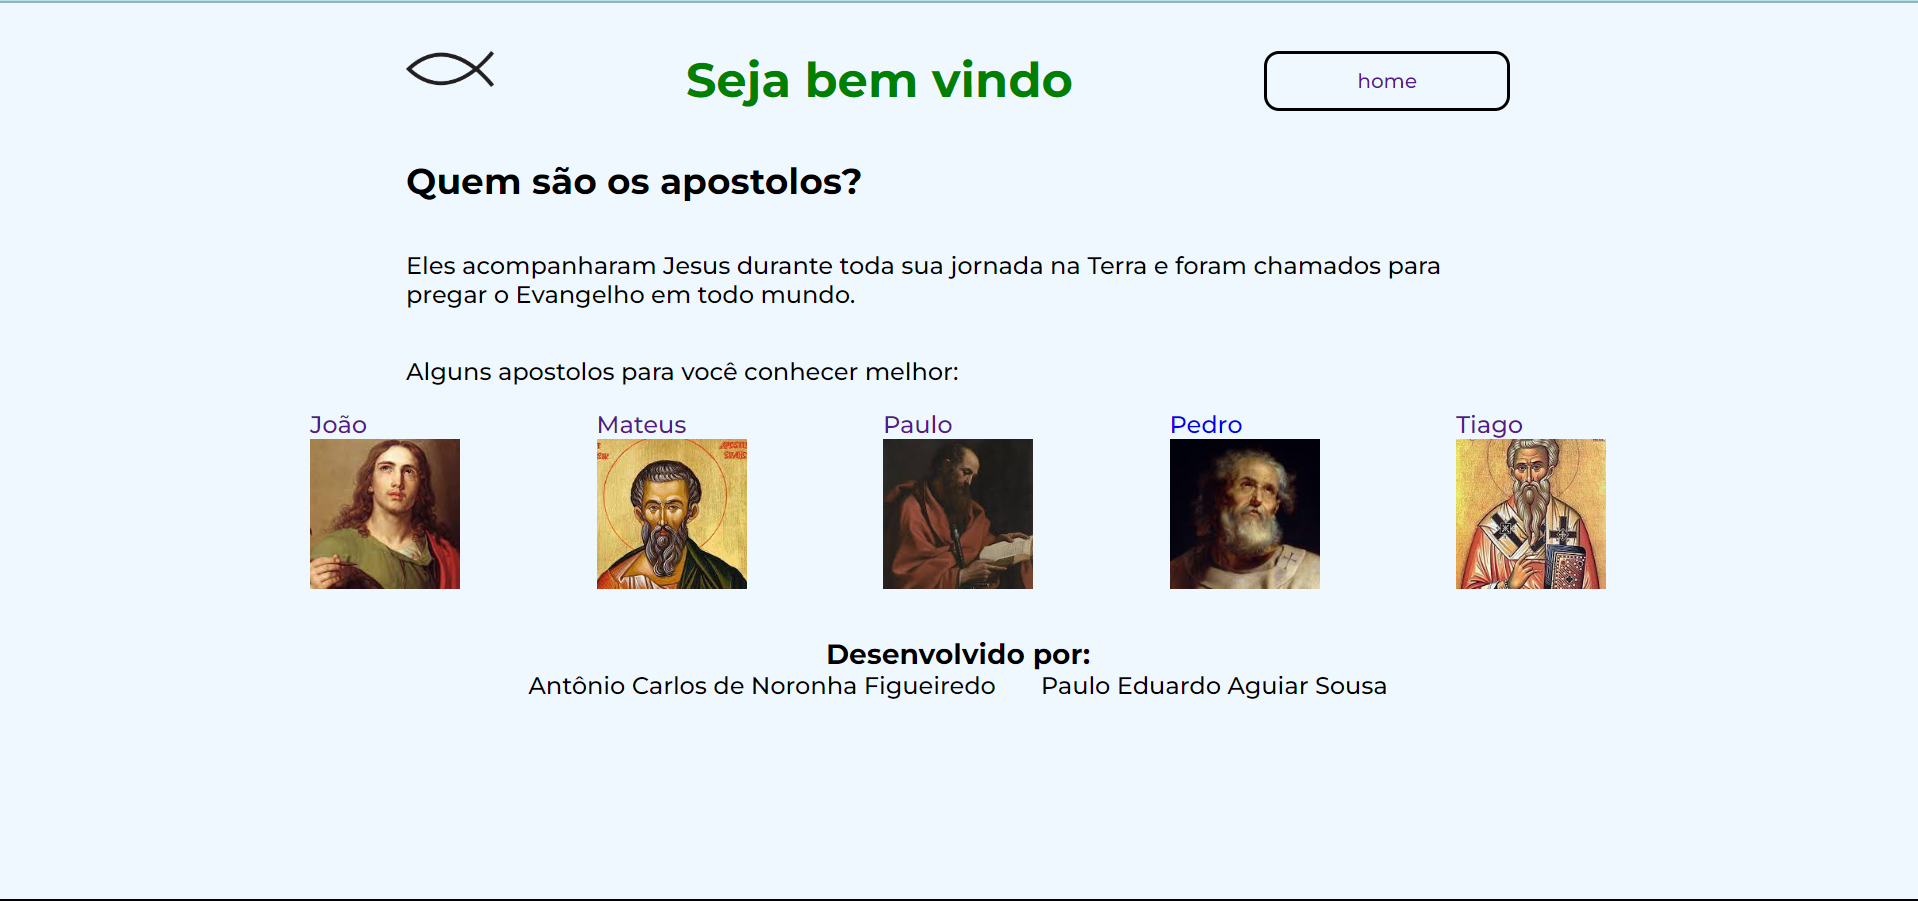 Seja bem vindo
home
Quem são os apostolos?
Eles acompanharam Jesus durante toda sua jornada na Terra e foram chamados para
pregar o Evangelho em todo mundo.
Alguns apostolos para você conhecer melhor:
João
Mateus
Paulo
Pedro
Tiago
Desenvolvido por:
Antônio Carlos de Noronha Figueiredo
Paulo Eduardo Aguiar Sousa